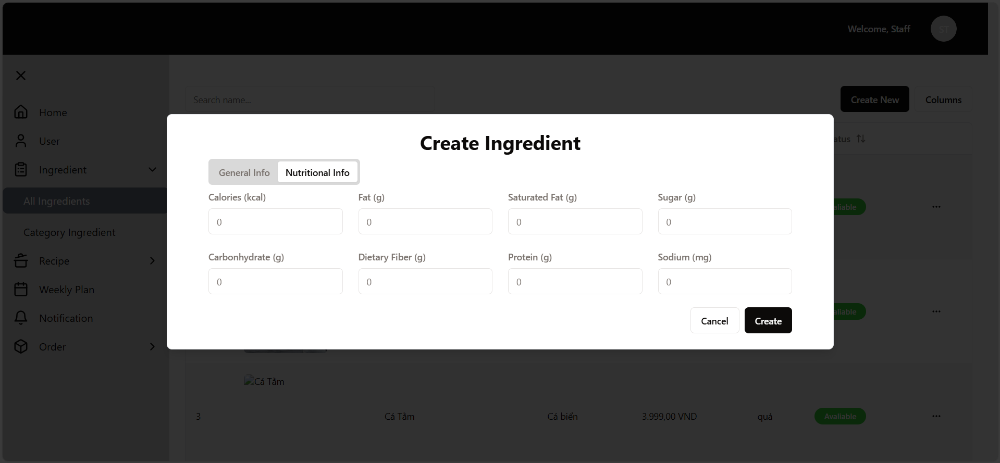 Welcome, Staff
ST
Search name...
Create New
Columns
Home
User
Ingredient
All Ingredients
Category Ingredient
Recipe
Weekly Plan
Notification
Order
Create Ingredient
General Info
Nutritional Info
Calories (kcal)
Fat (g)
Saturated Fat (g)
Sugar (g)
0
0
0
0
Carbonhydrate (g)
Dietary Fiber (g)
Protein (g)
Sodium (mg)
0
0
0
0
Cancel
Create
atus
aliable
aliable
Cá Tầm
3
Cá Tầm
Cá biển
3.999,00 VND
quả
Avaliable